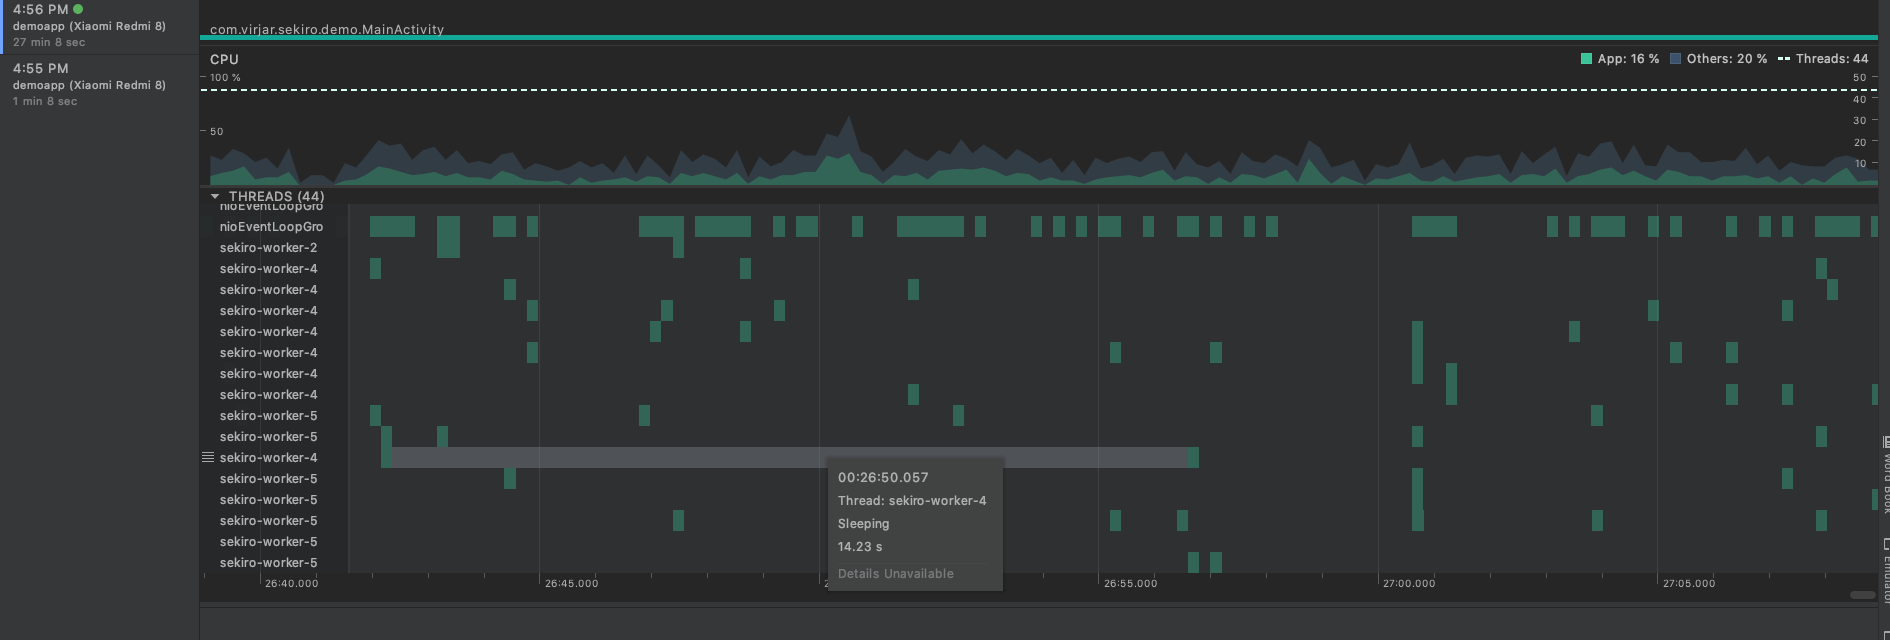 4:56 PM
demoapp (Xiaomi Redmi 8)
27 min 8 sec
4:55 PM
demoapp (Xiaomi Redmi 8)
1 min 8 sec
com.virjar.sekiro.demo.MainActivity
CPU
App: 16 %
Others: 20 %
Threads: 44
100 %
50
50
40
30
20
10
THREADS (44)
nioEventLoopGro
nioEventLoopGro
sekiro-worker-2
sekiro-worker-4
sekiro-worker-4
sekiro-worker-4
sekiro-worker-4
sekiro-worker-4
sekiro-worker-4
sekiro-worker-4
sekiro-worker-5
sekiro-worker-5
sekiro-worker-4
sekiro-worker-5
sekiro-worker-5
sekiro-worker-5
sekiro-worker-5
sekiro-worker-5
00:26:50.057
Thread: sekiro-worker-4
Sleeping
14.23 s
Details Unavailable
26:40.000
26:45.000
26:55.000
27:00.000
27:05.000
Word Book
Emulator